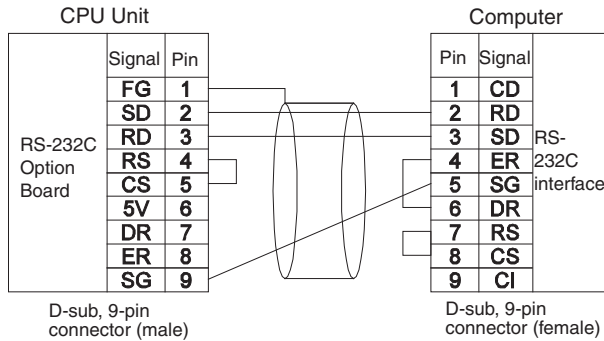 CPU Unit
Computer
Signal Pin
Pin Signal
FG 1
1 CD
SD 2
2 RD
RD 3
3 SD
RS 4
4 ER
CS 5
5 SG
5V 6
6 DR
DR 7
7 RS
ER 8
8 CS
SG 9
9 CI
RS-232C
Option
Board
RS-
232C
interface
D-sub, 9-pin
connector (male)
D-sub, 9-pin
connector (female)